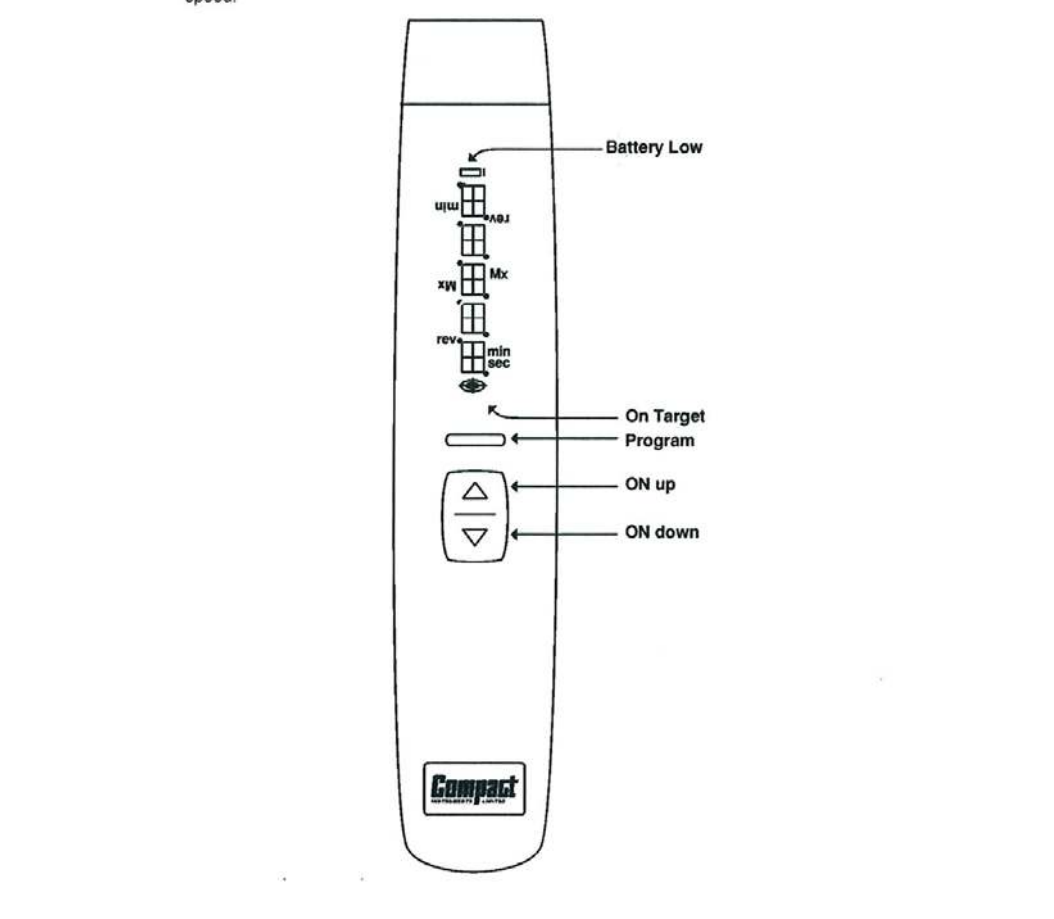 speed.
Battery Low
min
rev
Mx
Mx
rev
min
sec
On Target
Program
ON up
ON down
Compact
INSTRUMENTS LIMITED